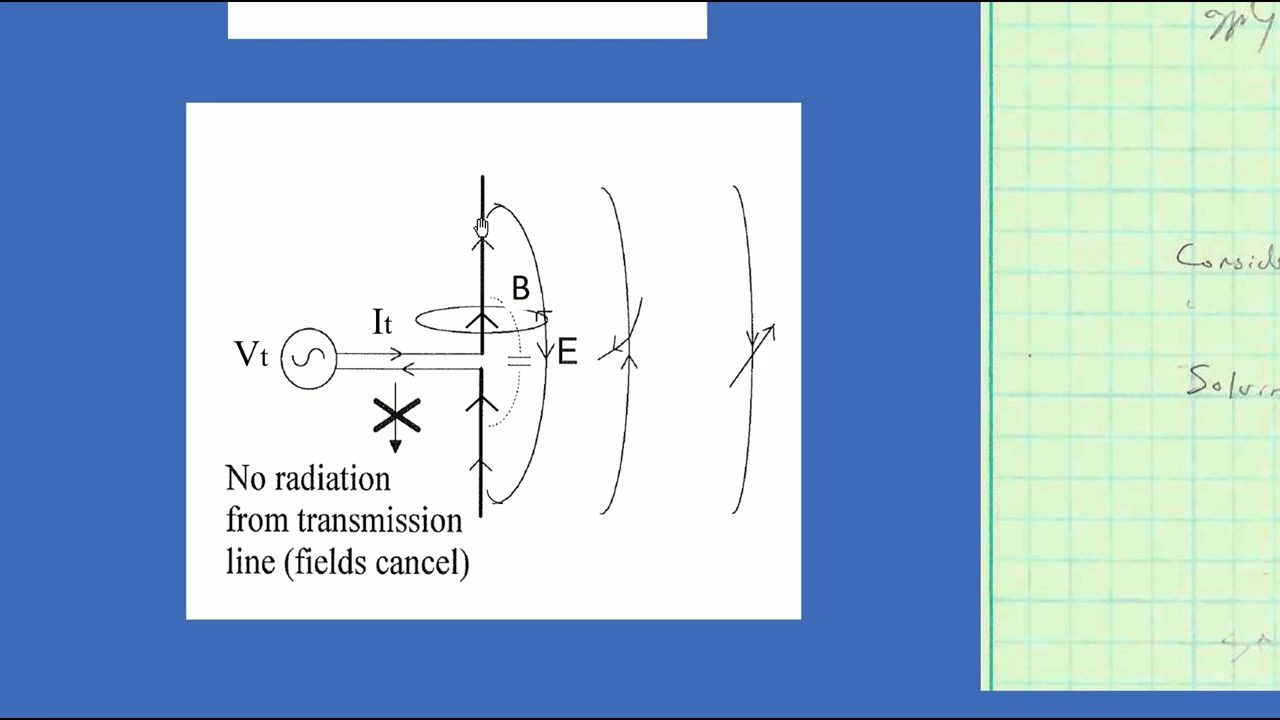 B
It
Vt
E
No radiation
from transmission
line (fields cancel)